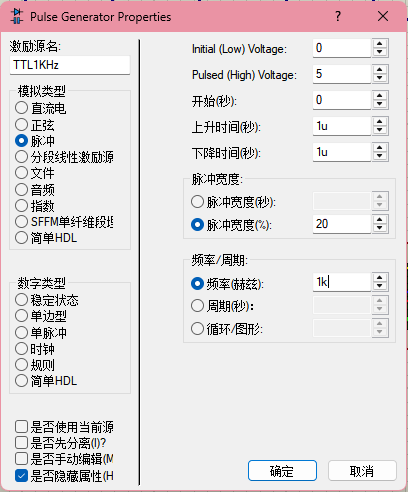 Pulse Generator Properties
?
激励源名:
TTL1KHz
模拟类型
直流电
正弦
脉冲
分段线性激励源
文件
音频
指数
SFFM单纤维段垟
简单HDL
数字类型
稳定状态
单边型
单脉冲
时钟
规则
简单HDL
是否使用当前源
是否先分离(I)?
是否手动编辑(M
是否隐藏属性(H
Initial (Low) Voltage:
0
Pulsed (High) Voltage:
5
开始(秒):
0
上升时间(秒):
1u
下降时间(秒):
1u
脉冲宽度:
脉冲宽度(秒):
脉冲宽度(%):
20
频率/周期:
频率(赫兹):
1k
周期(秒):
循环/图形:
确定
取消